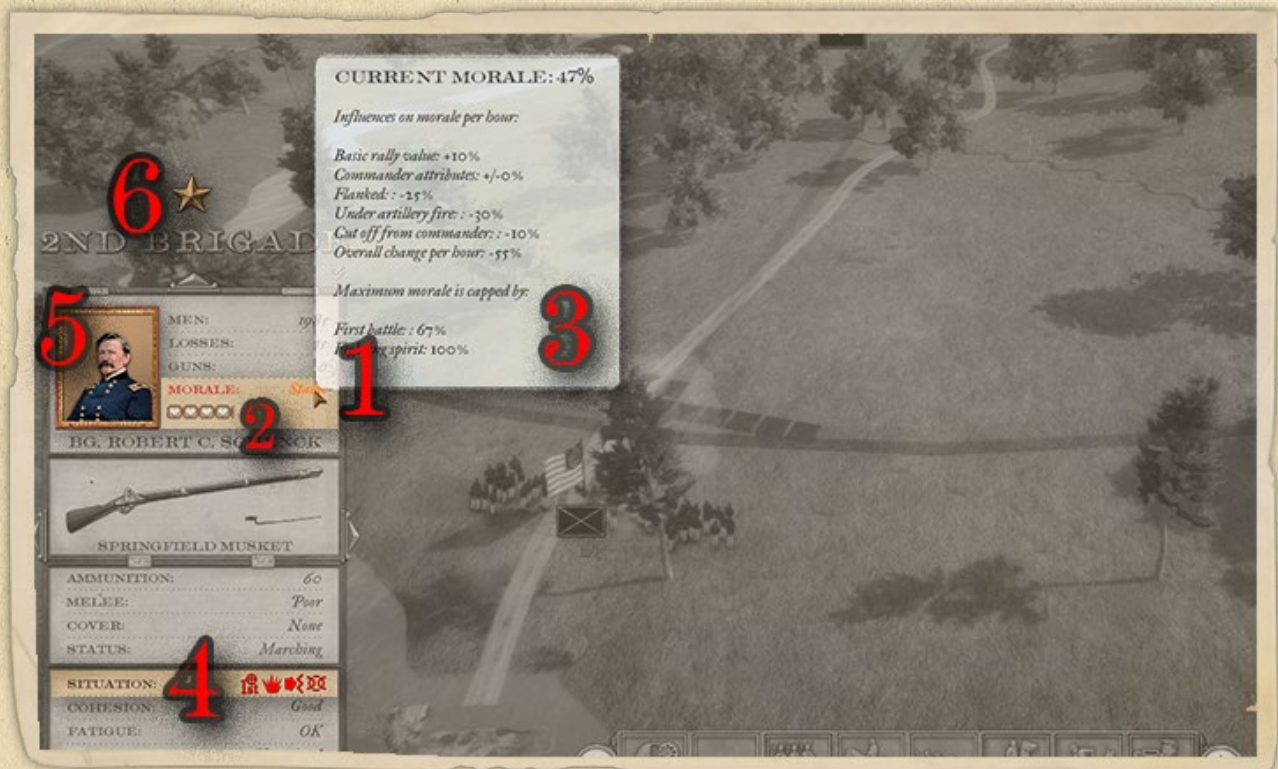 CURRENT MORALE: 47%
Influences on morale per hour:
Basic rally value: +10%
Commander attributes: +/-0%
Flanked: : -25%
Under artillery fire: : -30%
Cut off from commander: : -10%
Overall change per hour: -55%
Maximum morale is capped by:
First battle: : 67%
spirit: 100%
6
2ND BRIGADE
5
3
1
2
4
MEN:
LOSSES:
GUNS:
MORALE:
BG. ROBERT C.
SPRINGFIELD MUSKET
AMMUNITION: 60
MELEE: Poor
COVER: None
STATUS: Marching
SITUATION:
COHESION: Good
FATIGUE: OK